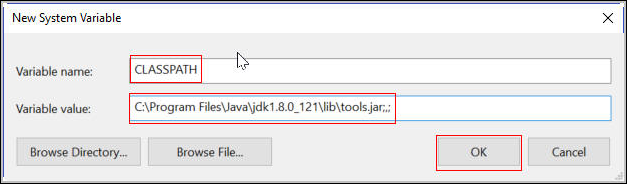 New System Variable
Variable name: CLASSPATH
Variable value: C:\Program Files\Java\jdk1.8.0_121\lib\tools.jar;,;
Browse Directory... Browse File... OK Cancel